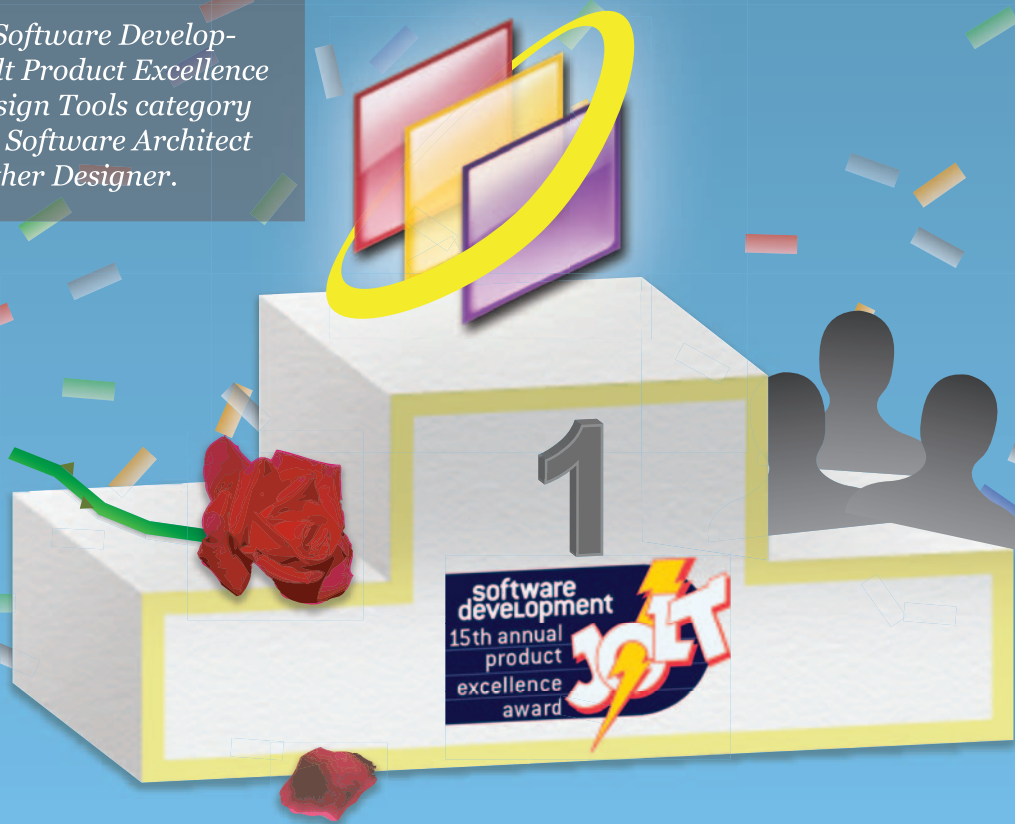 Software Develop-
lt Product Excellence
sign Tools category
Software Architect
her Designer.
1
software
development
15th annual
product
excellence
award
JOLT